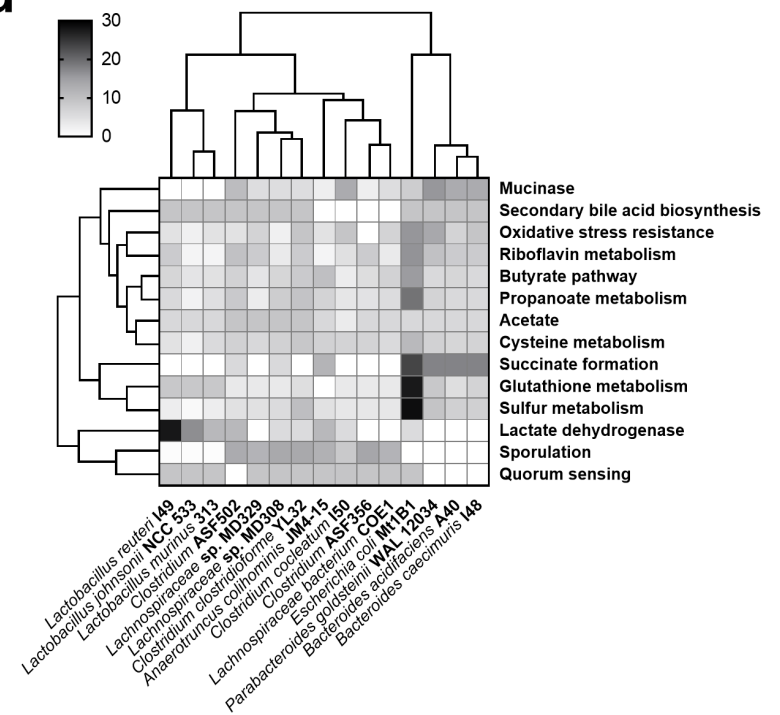 30
20
10
0
Mucinase
Secondary bile acid biosynthesis
Oxidative stress resistance
Riboflavin metabolism
Butyrate pathway
Propanoate metabolism
Acetate
Cysteine metabolism
Succinate formation
Glutathione metabolism
Sulfur metabolism
Lactate dehydrogenase
Sporulation
Quorum sensing
Lactobacillus reuteri I49
Lactobacillus johnsonii NCC 533
Lactobacillus murinus 313
Clostridium ASF502
Lachnospiraceae sp. MD329
Lachnospiraceae sp. MD308
Clostridium clostridioforme YL32
Anaerotruncus colihominis JM4-15
Clostridium cocleatum I50
Clostridium ASF356
Lachnospiraceae bacterium COE1
Escherichia coli Mt1B1
Parabacteroides goldsteinii WAL 12034
Bacteroides acidifaciens A40
Bacteroides caecimuris I48